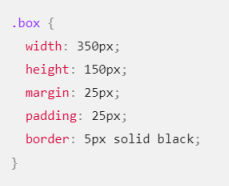 .box {
  width: 350px;
  height: 150px;
  margin: 25px;
  padding: 25px;
  border: 5px solid black;
}